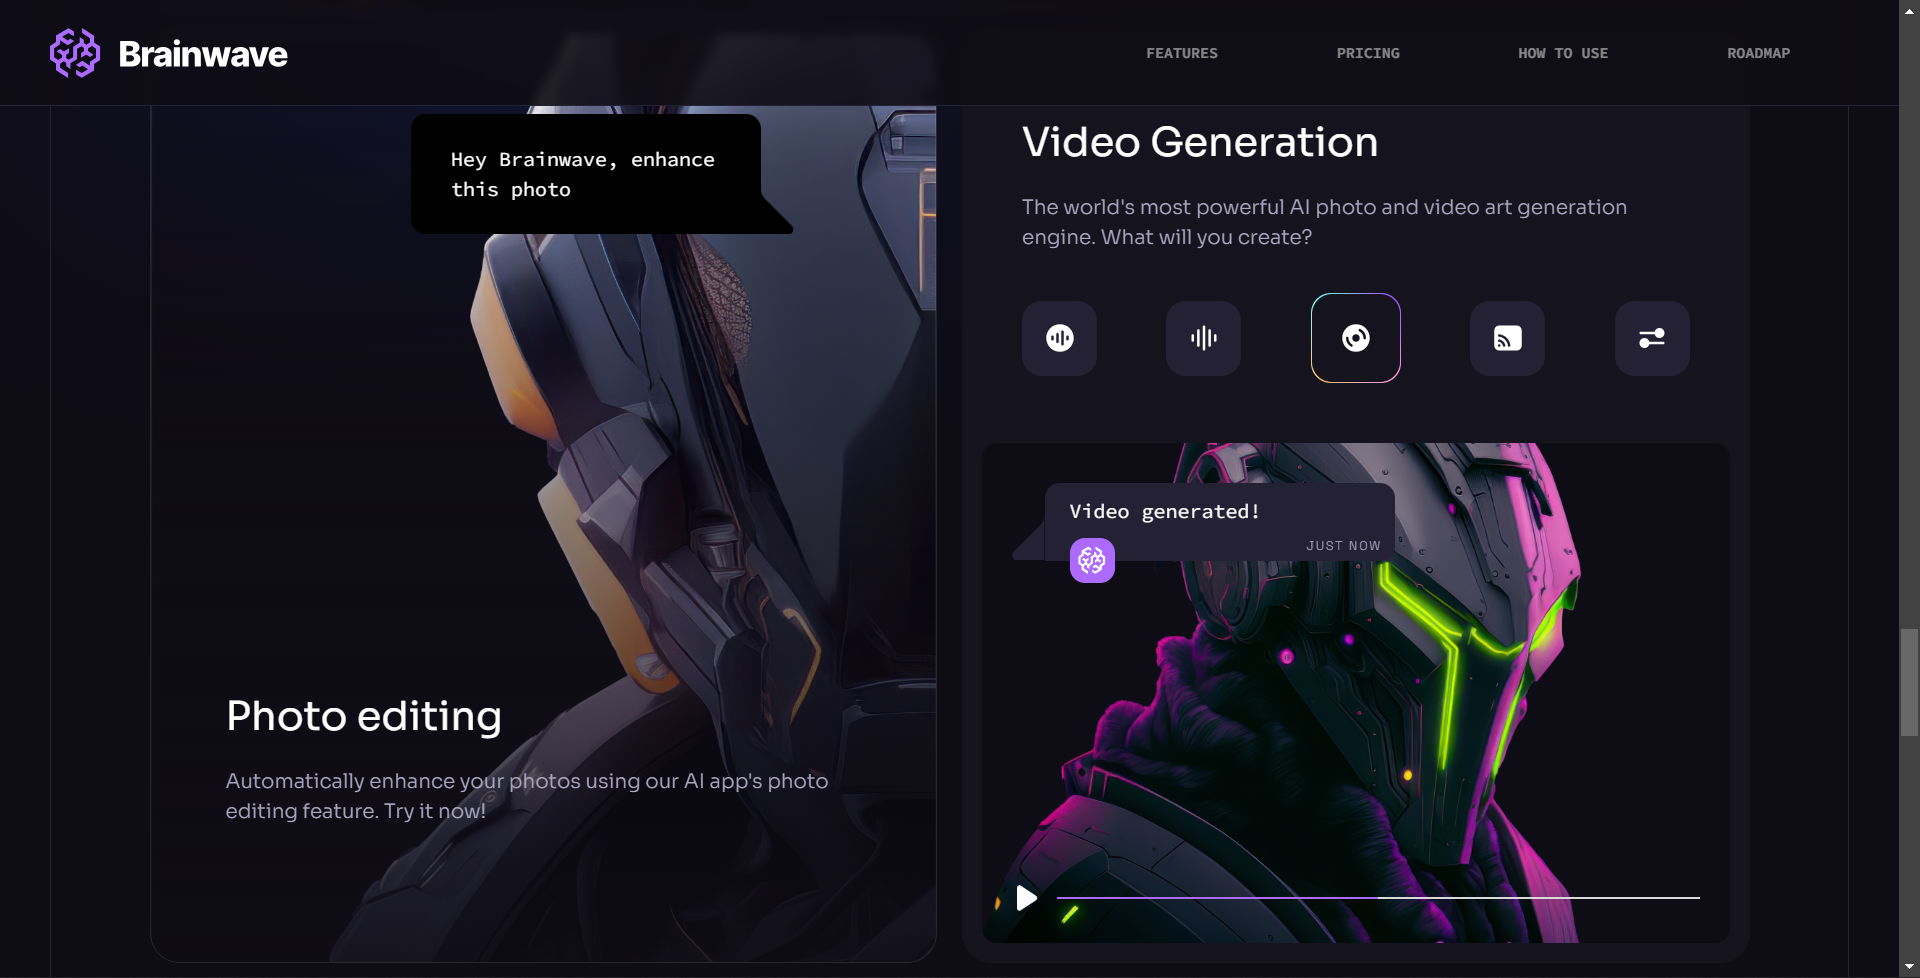 Brainwave
FEATURES
PRICING
HOW TO USE
ROADMAP
Hey Brainwave, enhance
this photo
Photo editing
Automatically enhance your photos using our AI app's photo
editing feature. Try it now!
Video Generation
The world's most powerful AI photo and video art generation
engine. What will you create?
Video generated!
JUST NOW